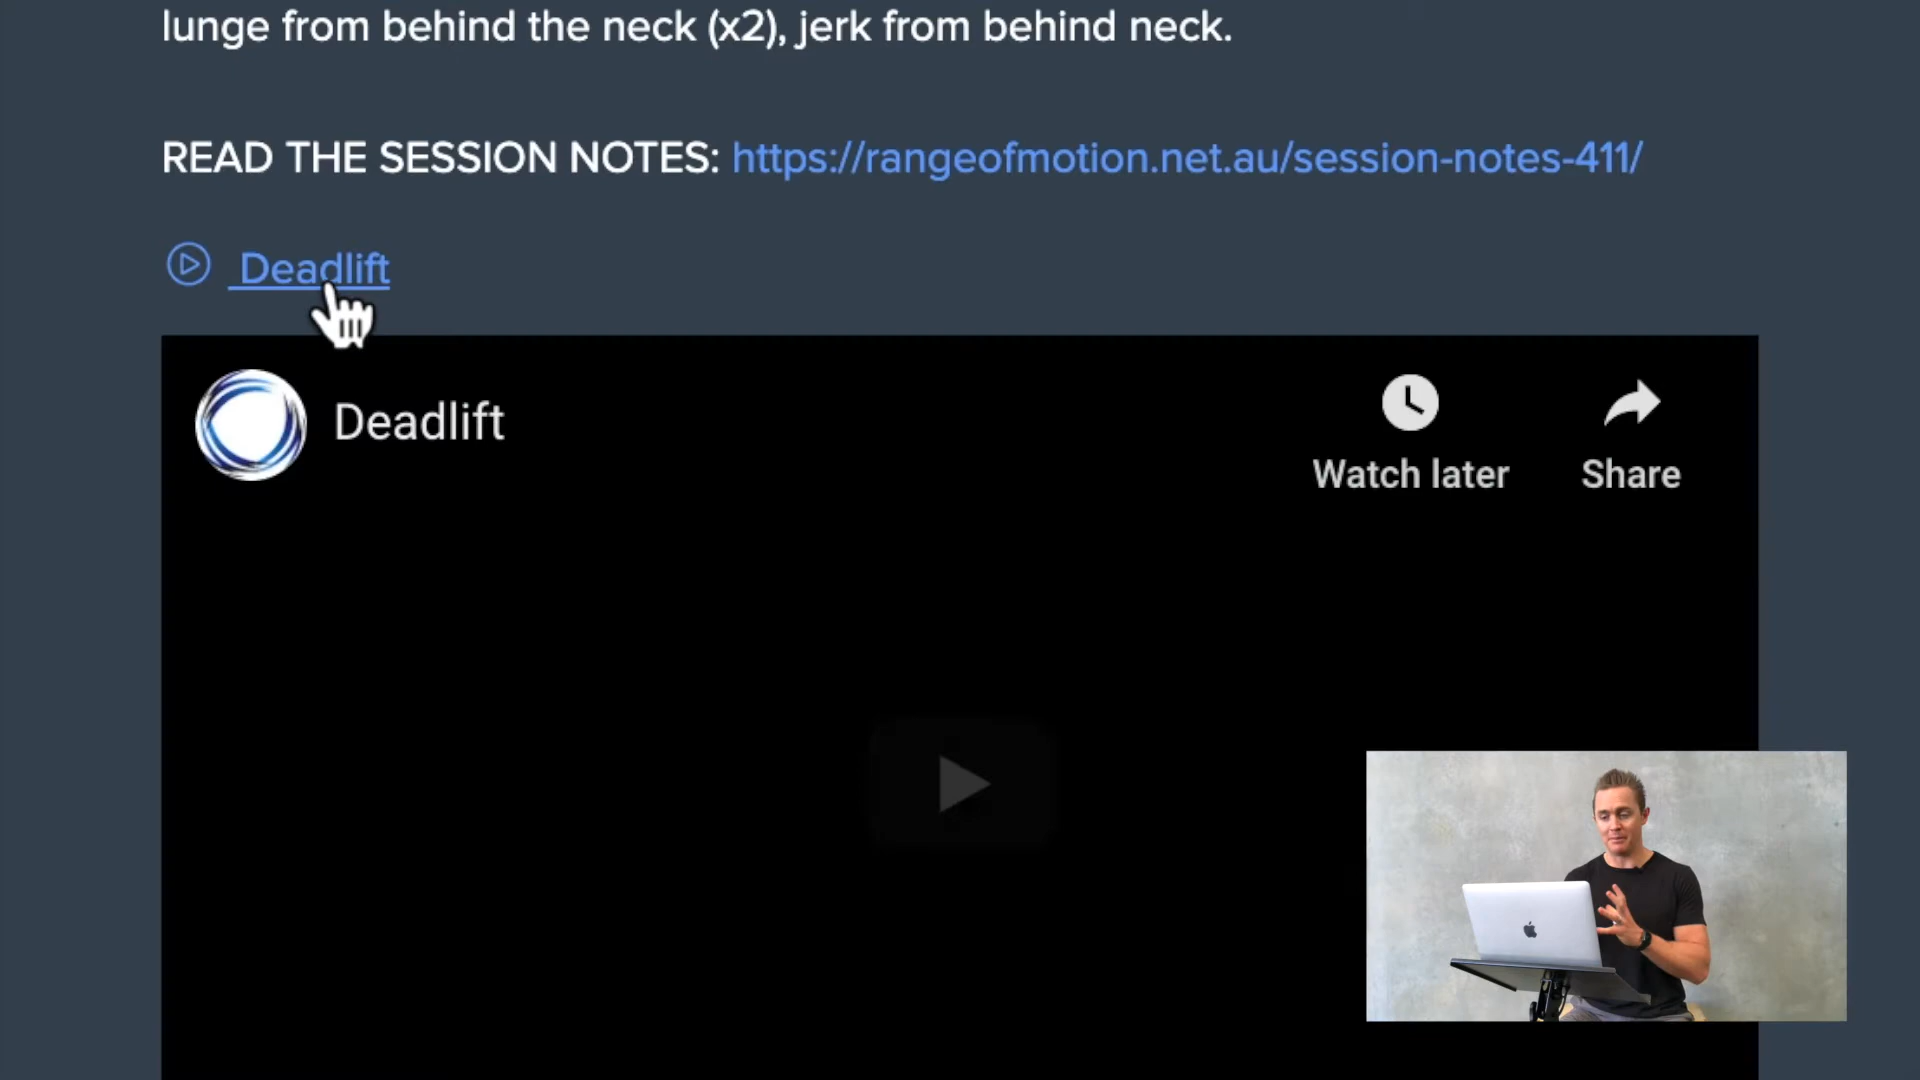 lunge from behind the neck (x2), jerk from behind neck.
READ THE SESSION NOTES: https://rangeofmotion.net.au/session-notes-411/
Deadlift
Deadlift
Watch later
Share